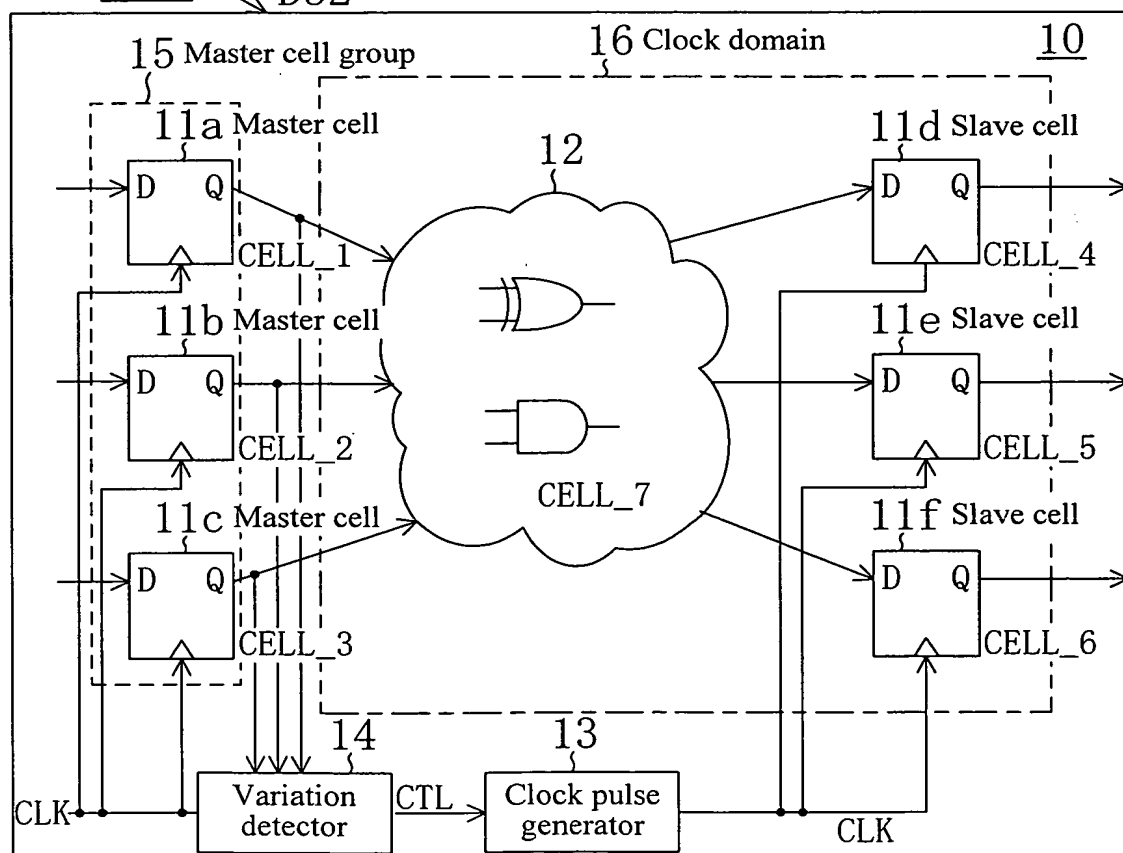 16 Clock domain
10
15 Master cell group
11a Master cell
D Q
CELL_1
12
11d Slave cell
D Q
CELL_4
11b Master cell
D Q
CELL_2
11e Slave cell
D Q
CELL_5
CELL_7
11c Master cell
D Q
CELL_3
11f Slave cell
D Q
CELL_6
14
13
CLK
Variation
detector
CTL
Clock pulse
generator
CLK